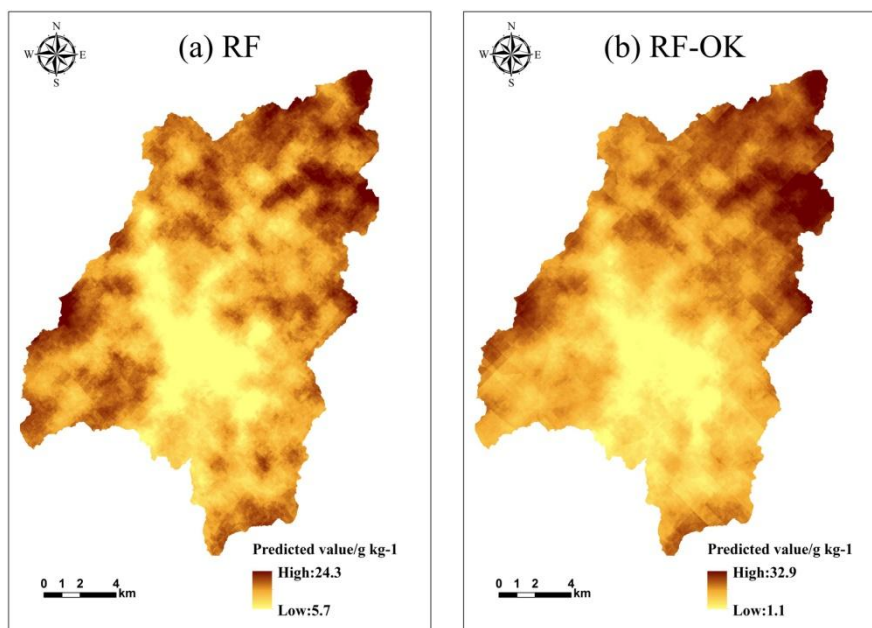 (a) RF
N
W E
S
Predicted value/g kg-1
High:24.3
Low:5.7
0 1 2 4
km
(b) RF-OK
N
W E
S
Predicted value/g kg-1
High:32.9
Low:1.1
0 1 2 4
km